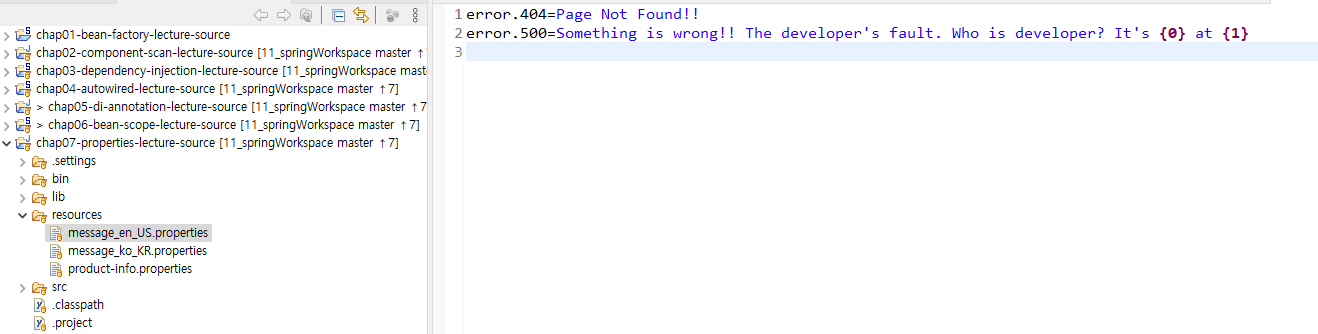 chap01-bean-factory-lecture-source
chap02-component-scan-lecture-source [11_springWorkspace master ↑
chap03-dependency-injection-lecture-source [11_springWorkspace mast
chap04-autowired-lecture-source [11_springWorkspace master ↑7]
> chap05-di-annotation-lecture-source [11_springWorkspace master ↑7
> chap06-bean-scope-lecture-source [11_springWorkspace master ↑7]
chap07-properties-lecture-source [11_springWorkspace master ↑7]
.settings
bin
lib
resources
message_en_US.properties
message_ko_KR.properties
product-info.properties
src
.classpath
.project
1 error.404=Page Not Found!!
2 error.500=Something is wrong!! The developer's fault. Who is developer? It's {0} at {1}
3